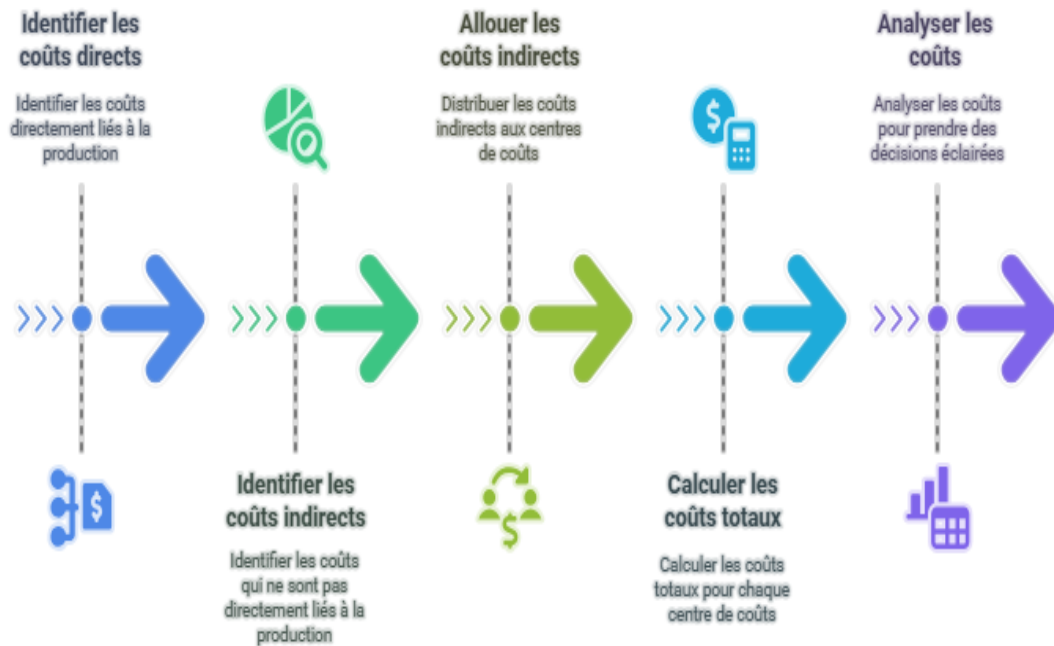 Identifier les
coûts directs
Identifier les coûts
directement liés à la
production
Identifier les
coûts indirects
Identifier les coûts
qui ne sont pas
directement liés à la
production
Allouer les
coûts indirects
Distribuer les coûts
indirects aux centres
de coûts
Calculer les
coûts totaux
Calculer les coûts
totaux pour chaque
centre de coûts
Analyser les
coûts
Analyser les coûts
pour prendre des
décisions éclairées